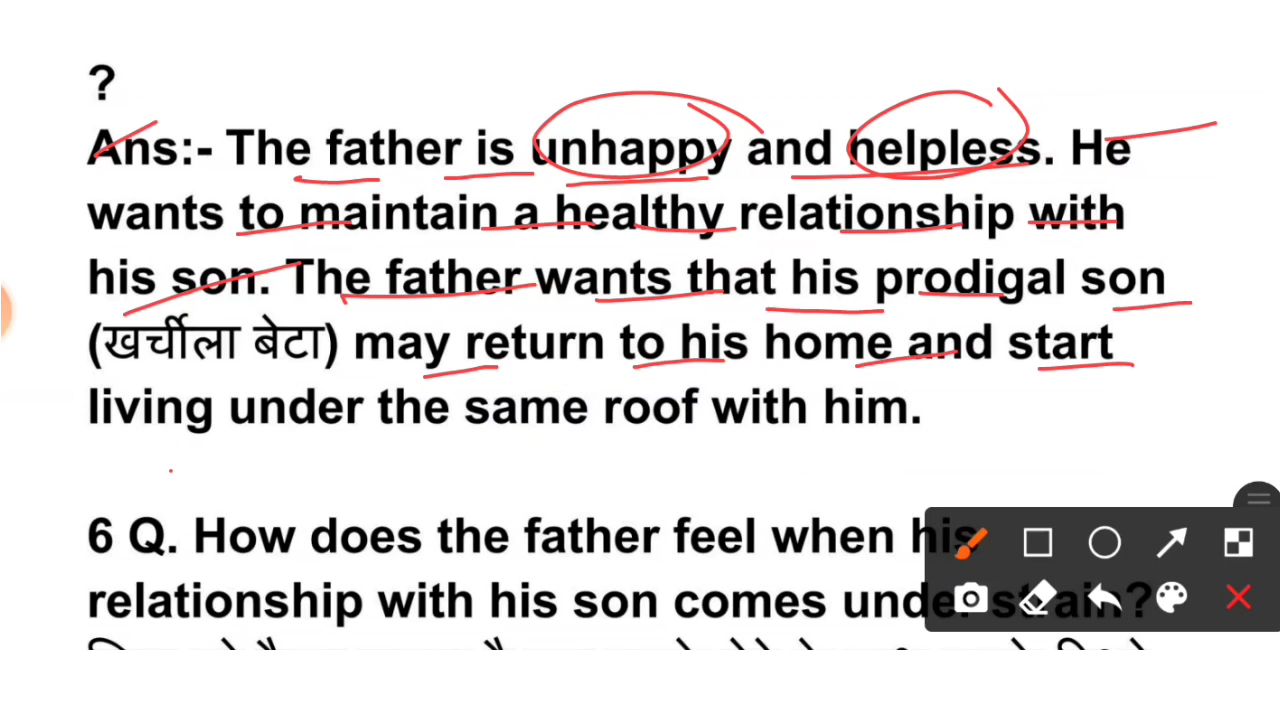 ?
Ans:- The father is unhappy and helpless. He
wants to maintain a healthy relationship with
his son. The father wants that his prodigal son
(खर्चीला बेटा) may return to his home and start
living under the same roof with him.
6 Q. How does the father feel when his
relationship with his son comes under strain?